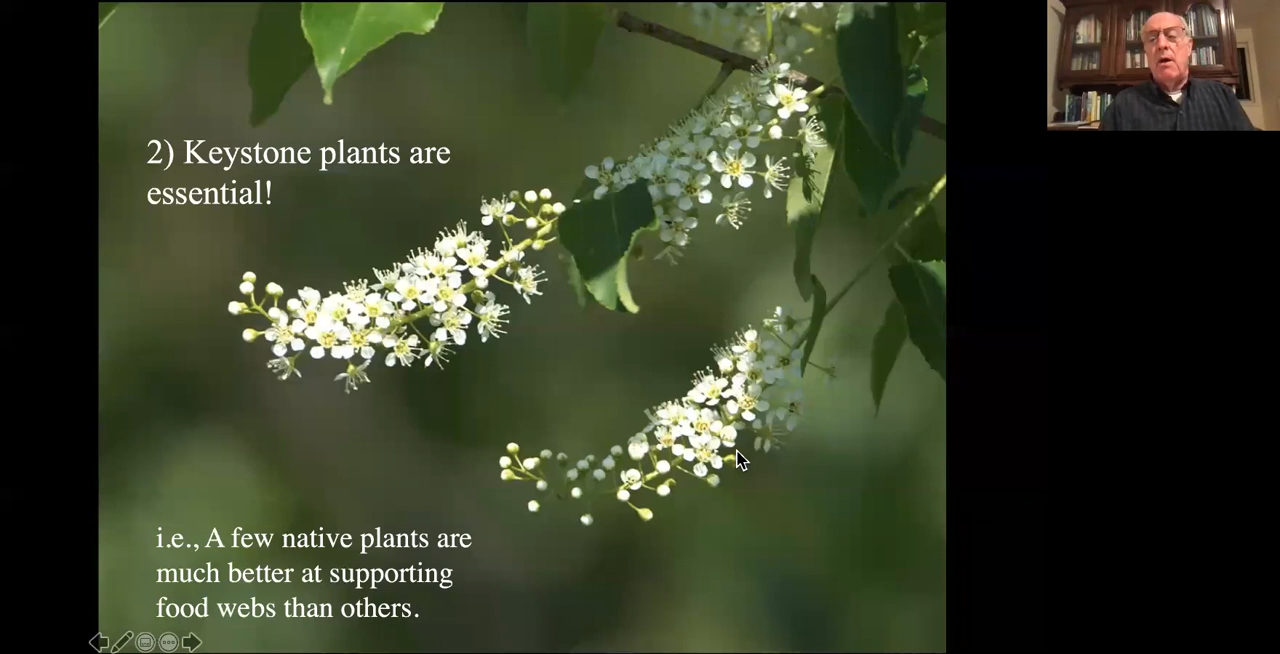 2) Keystone plants are
essential!
i.e., A few native plants are
much better at supporting
food webs than others.